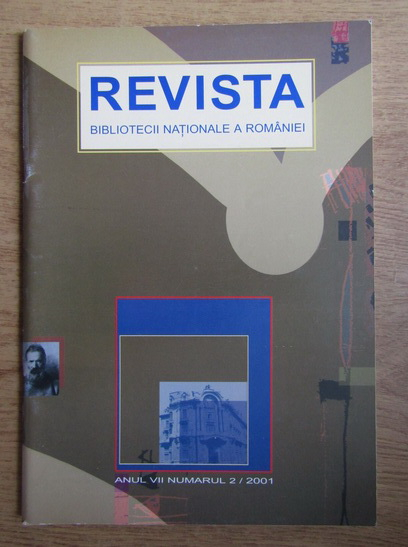 REVISTA
BIBLIOTECII NAȚIONALE A ROMÂNIEI
ANUL VII NUMARUL 2 / 2001